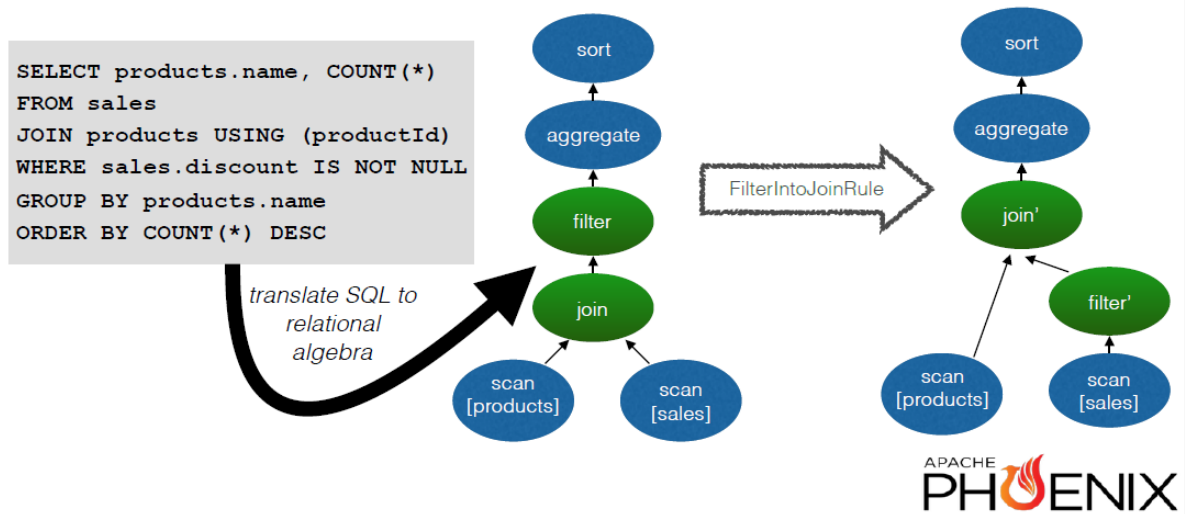 SELECT products.name, COUNT(*)
FROM sales
JOIN products USING (productId)
WHERE sales.discount IS NOT NULL
GROUP BY products.name
ORDER BY COUNT(*) DESC
translate SQL to
relational
algebra
sort
aggregate
filter
join
scan
[products]
scan
[sales]
FilterIntoJoinRule
sort
aggregate
join’
filter’
scan
[products]
scan
[sales]
APACHE
PHOENIX